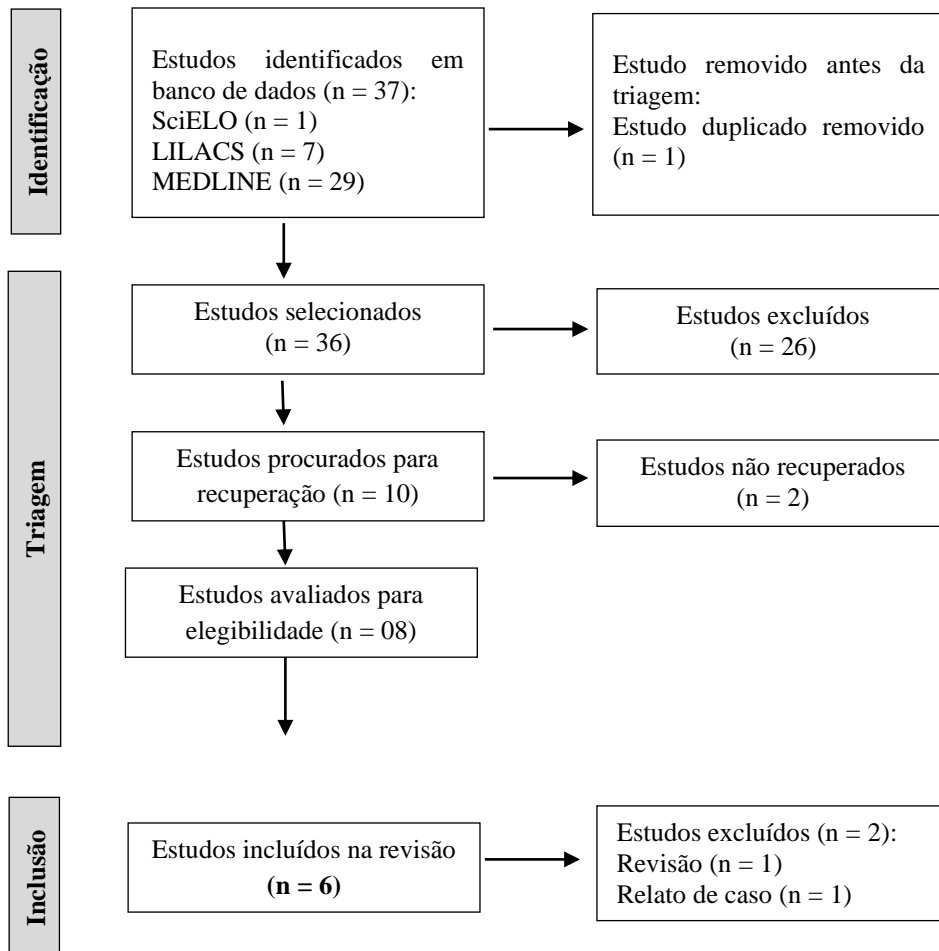 Identificação
Estudos identificados em
banco de dados (n = 37):
SciELO (n = 1)
LILACS (n = 7)
MEDLINE (n = 29)
Estudo removido antes da
triagem:
Estudo duplicado removido
(n = 1)
Triagem
Estudos selecionados
(n = 36)
Estudos excluídos
(n = 26)
Estudos procurados para
recuperação (n = 10)
Estudos não recuperados
(n = 2)
Estudos avaliados para
elegibilidade (n = 08)
Inclusão
Estudos incluídos na revisão
(n = 6)
Estudos excluídos (n = 2):
Revisão (n = 1)
Relato de caso (n = 1)